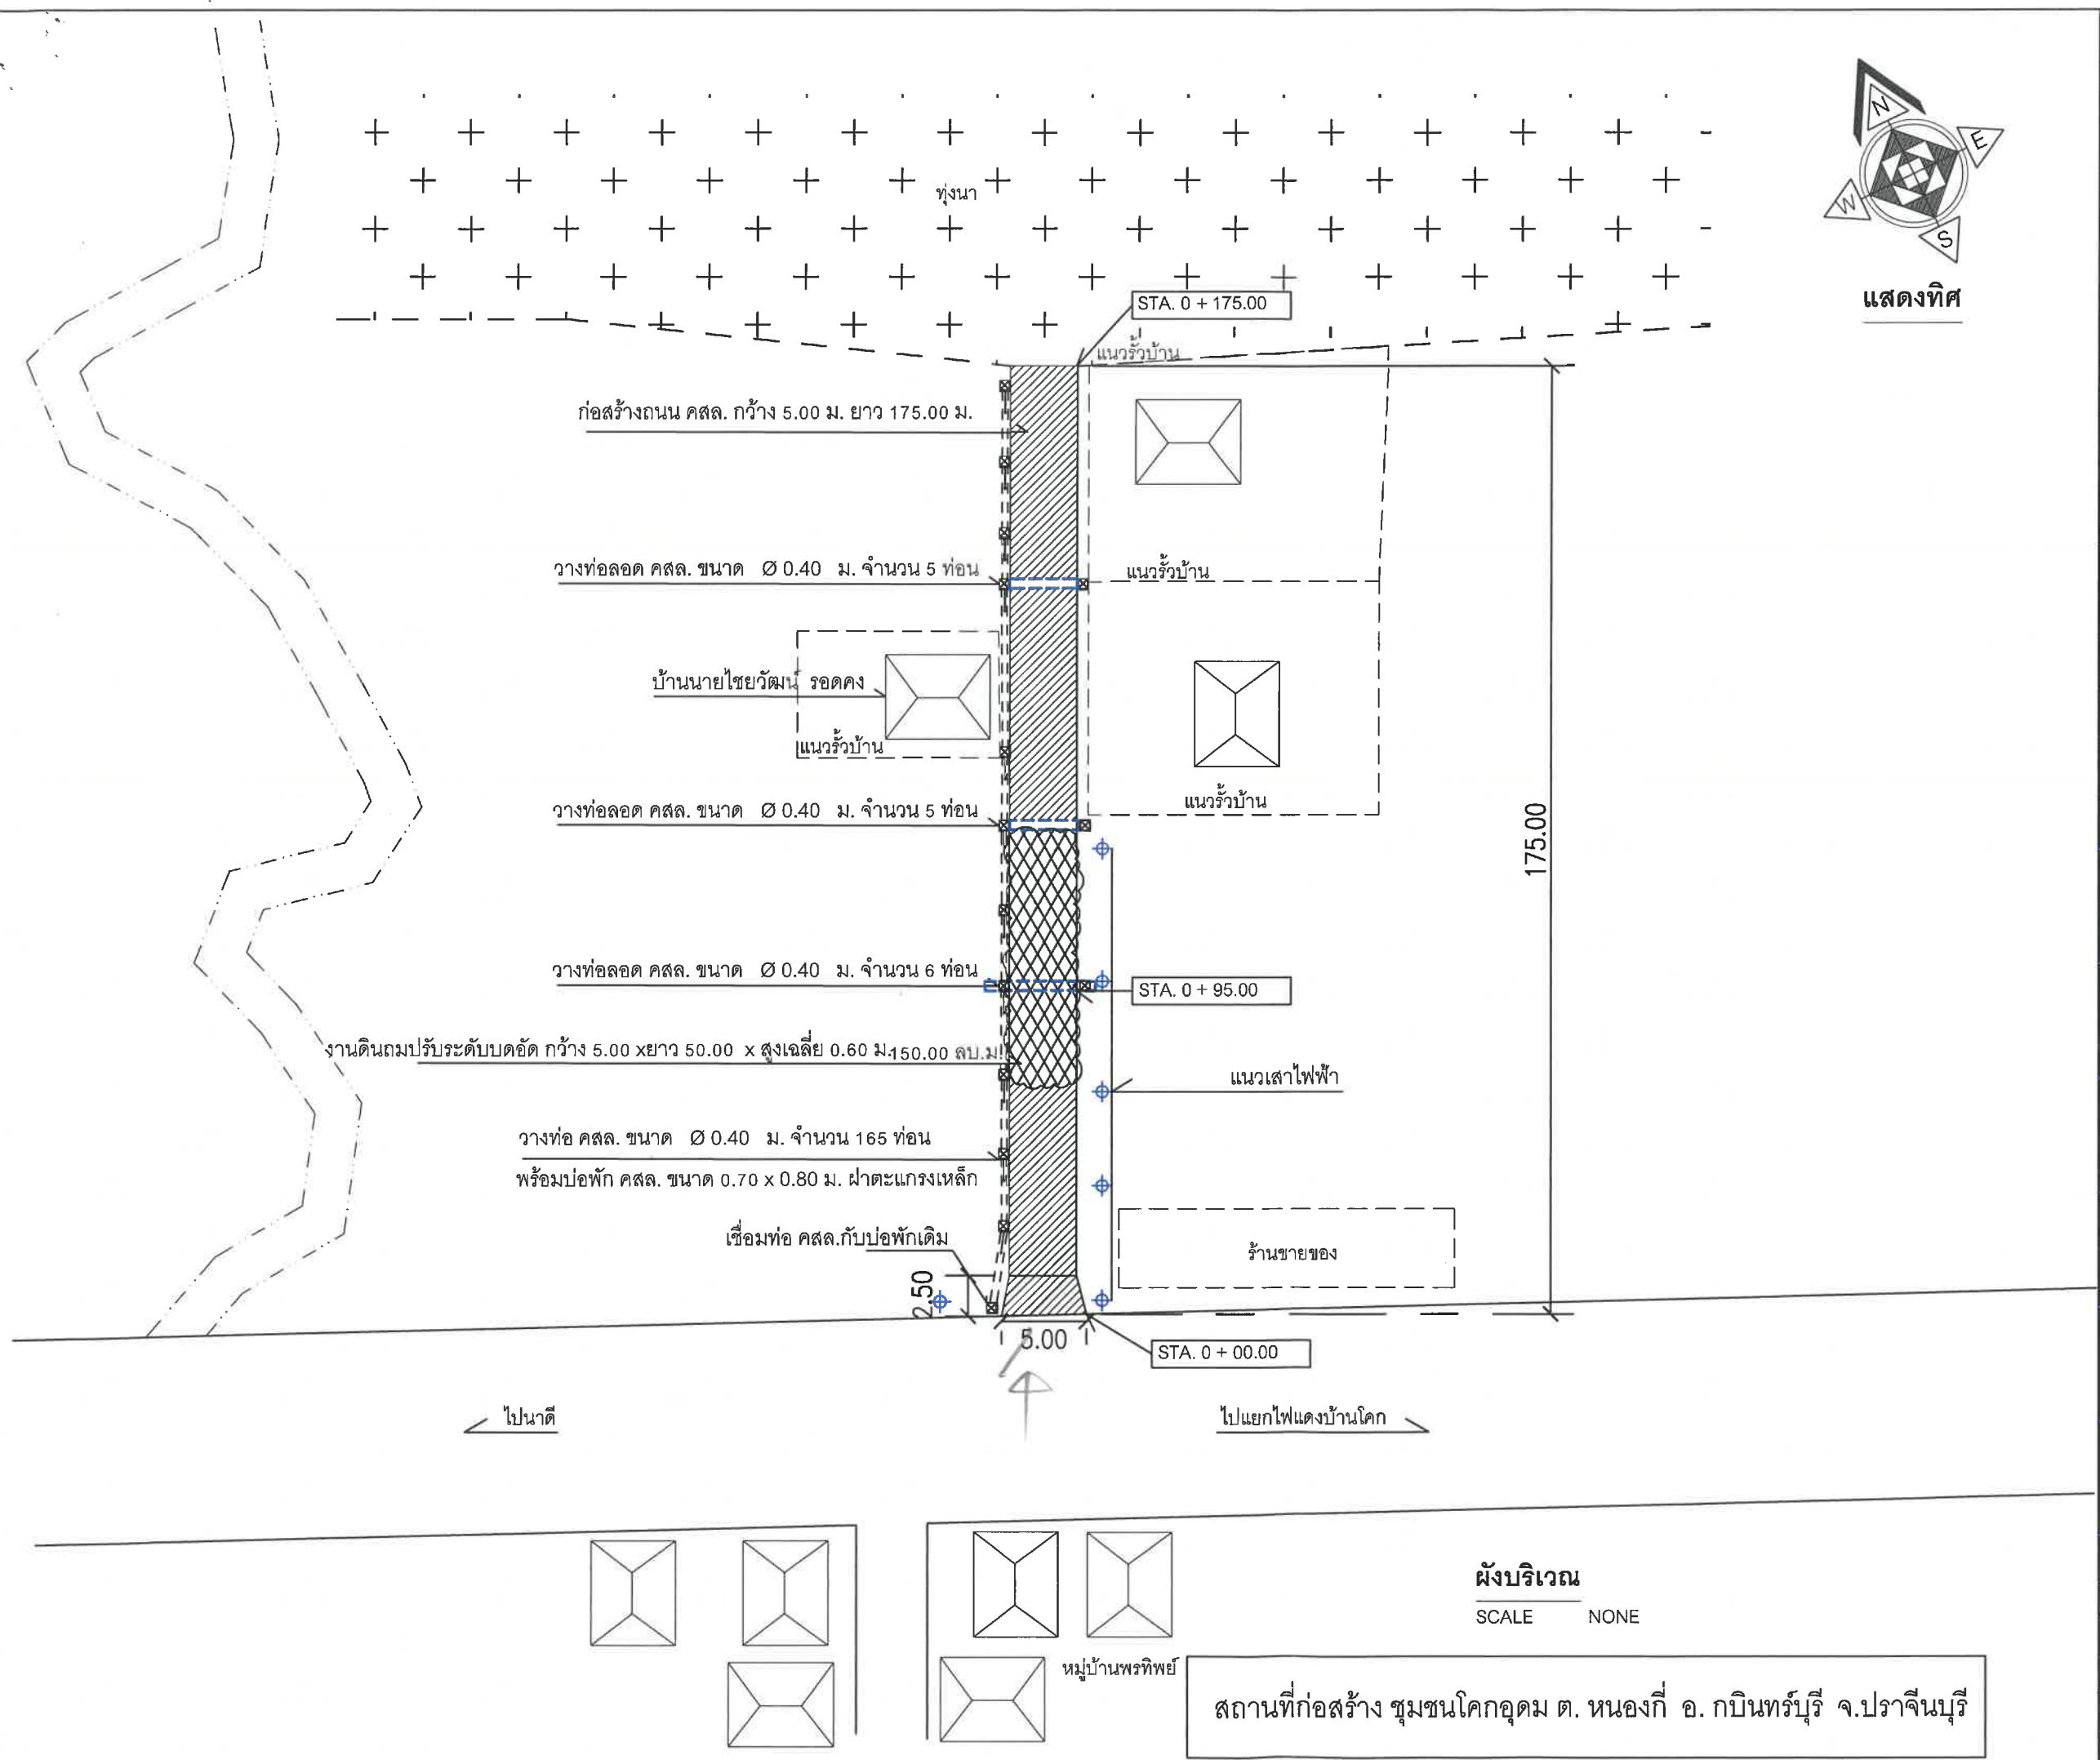 N
E
W
S
แสดงทิศ
ทุ่งนา
STA. 0 + 175.00
แนวรั้วบ้าน
ก่อสร้างถนน คสล. กว้าง 5.00 ม. ยาว 175.00 ม.
วางท่อลอด คสล. ขนาด Ø 0.40 ม. จำนวน 5 ท่อน
แนวรั้วบ้าน
บ้านนายไชยวัฒน์ รอดคง
แนวรั้วบ้าน
แนวรั้วบ้าน
วางท่อลอด คสล. ขนาด Ø 0.40 ม. จำนวน 5 ท่อน
175.00
วางท่อลอด คสล. ขนาด Ø 0.40 ม. จำนวน 6 ท่อน
STA. 0 + 95.00
งานดินถมปรับระดับบดอัด กว้าง 5.00 xยาว 50.00 x สูงเฉลี่ย 0.60 ม.150.00 ลบ.ม.
แนวเสาไฟฟ้า
วางท่อ คสล. ขนาด Ø 0.40 ม. จำนวน 165 ท่อน
พร้อมบ่อพัก คสล. ขนาด 0.70 x 0.80 ม. ฝาตะแกรงเหล็ก
เชื่อมท่อ คสล.กับบ่อพักเดิม
ร้านขายของ
2.50
5.00
STA. 0 + 00.00
ไปนาดี
ไปแยกไฟแดงบ้านโคก
ผังบริเวณ
SCALE NONE
หมู่บ้านพรทิพย์
สถานที่ก่อสร้าง ชุมชนโคกอุดม ต. หนองกี่ อ. กบินทร์บุรี จ.ปราจีนบุรี